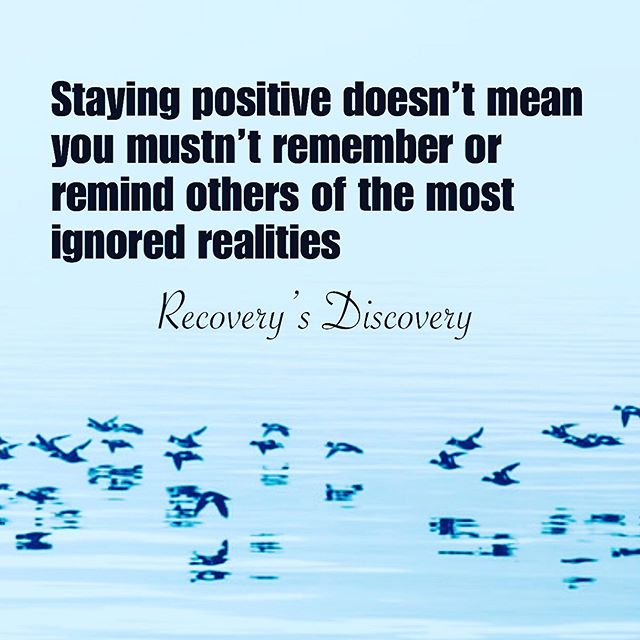 Staying positive doesn’t mean
you mustn’t remember or
remind others of the most
ignored realities
Recovery’s Discovery